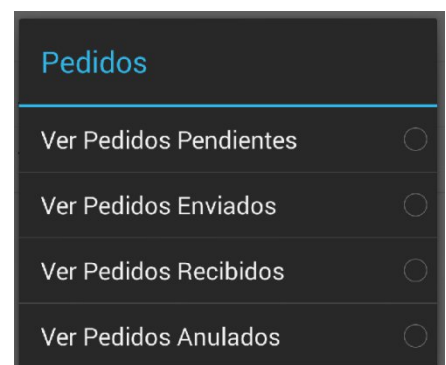 Pedidos
Ver Pedidos Pendientes
Ver Pedidos Enviados
Ver Pedidos Recibidos
Ver Pedidos Anulados